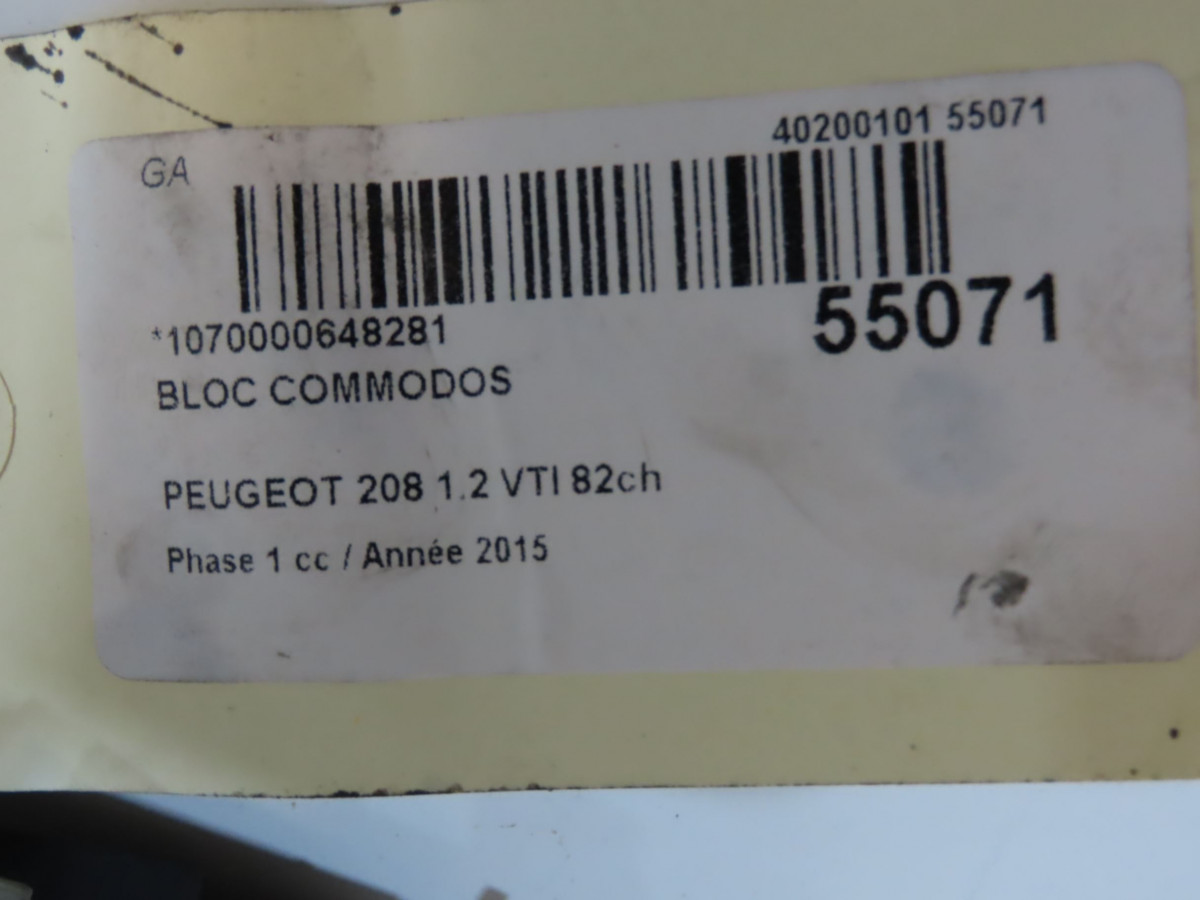 40200101 55071
GA
55071
*1070000648281
BLOC COMMODOS
PEUGEOT 208 1.2 VTI 82ch
Phase 1 cc / Année 2015